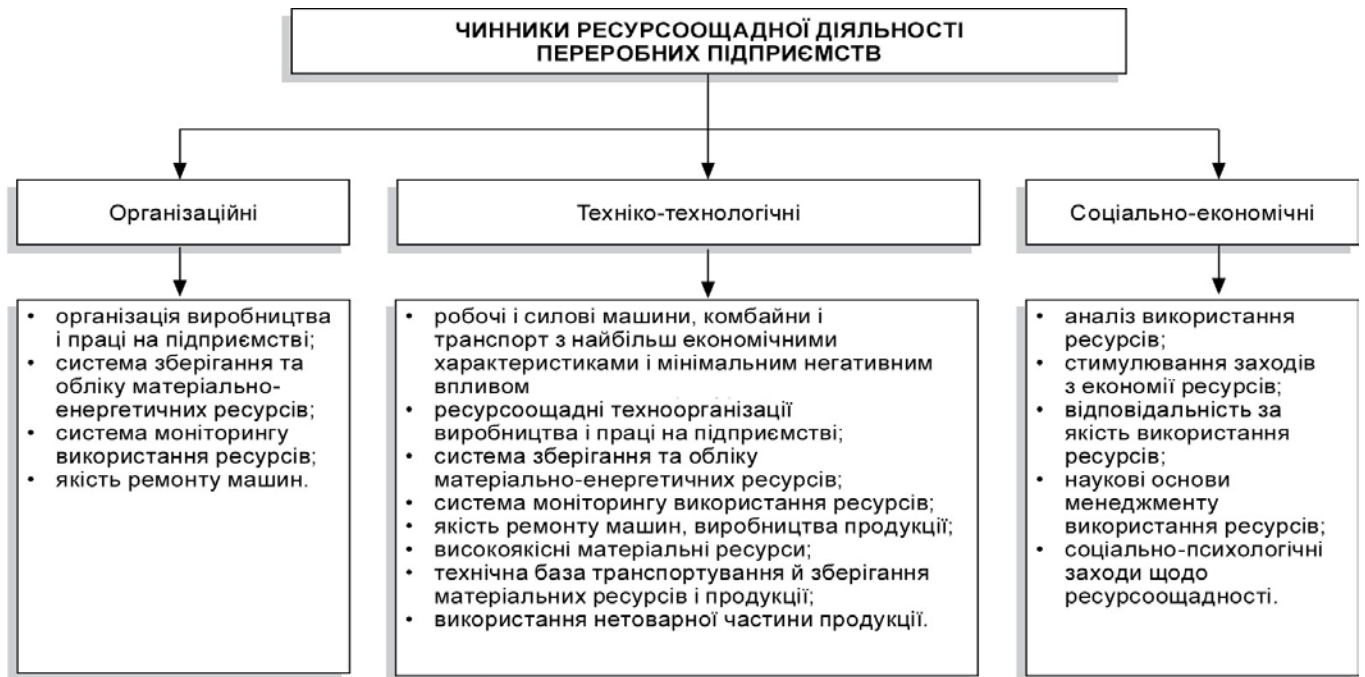 ЧИННИКИ РЕСУРСООЩАДНОЇ ДІЯЛЬНОСТІ
ПЕРЕРОБНИХ ПІДПРИЄМСТВ
Організаційні
Техніко-технологічні
Соціально-економічні
• організація виробництва
і праці на підприємстві;
• система зберігання та
обліку матеріально-
енергетичних ресурсів;
• система моніторингу
використання ресурсів;
• якість ремонту машин.
• робочі і силові машини, комбайни і
транспорт з найбільш економічними
характеристиками і мінімальним негативним
впливом
• ресурсоощадні техноорганізації
виробництва і праці на підприємстві;
• система зберігання та обліку
матеріально-енергетичних ресурсів;
• система моніторингу використання ресурсів;
• якість ремонту машин, виробництва продукції;
• високоякісні матеріальні ресурси;
• технічна база транспортування й зберігання
матеріальних ресурсів і продукції;
• використання нетоварної частини продукції.
• аналіз використання
ресурсів;
• стимулювання заходів
з економії ресурсів;
• відповідальність за
якість використання
ресурсів;
• наукові основи
менеджменту
використання ресурсів;
• соціально-психологічні
заходи щодо
ресурсоощадності.